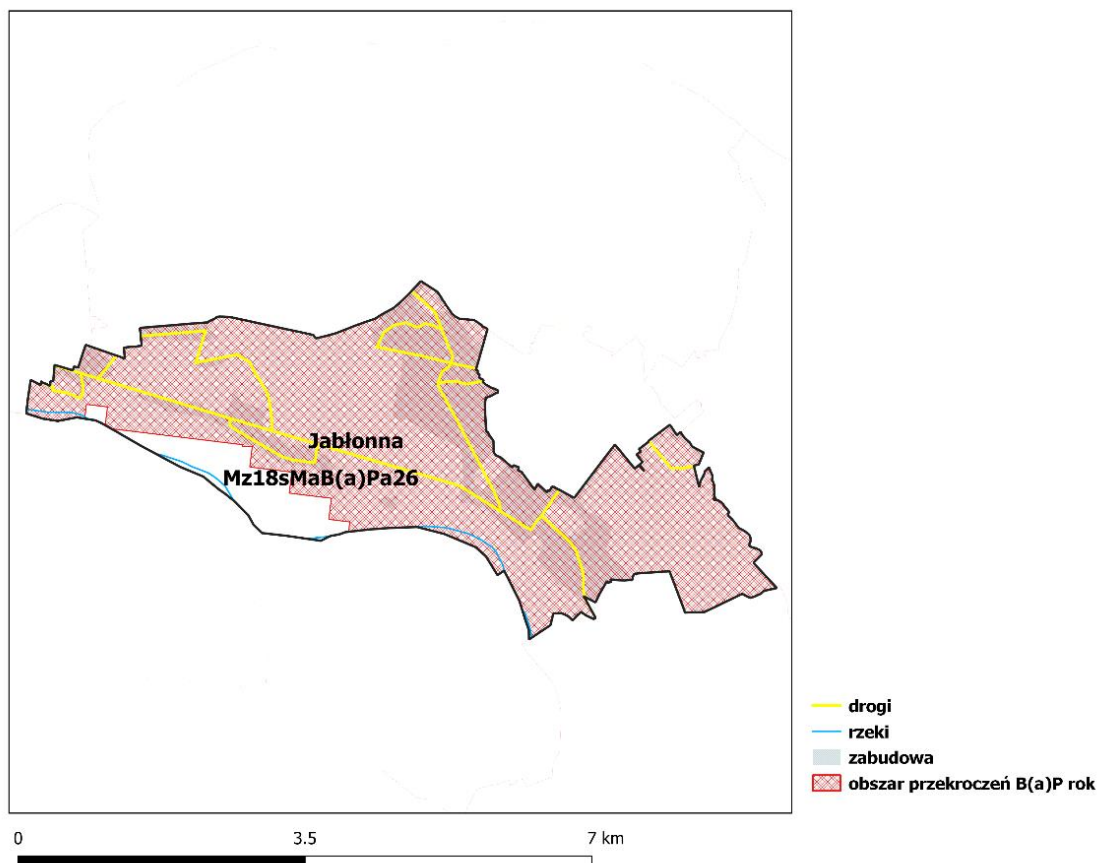 Jabłonna
Mz18sMaB(a)Pa26
drogi
rzeki
zabudowa
obszar przekroczeń B(a)P rok
0 3.5 7 km